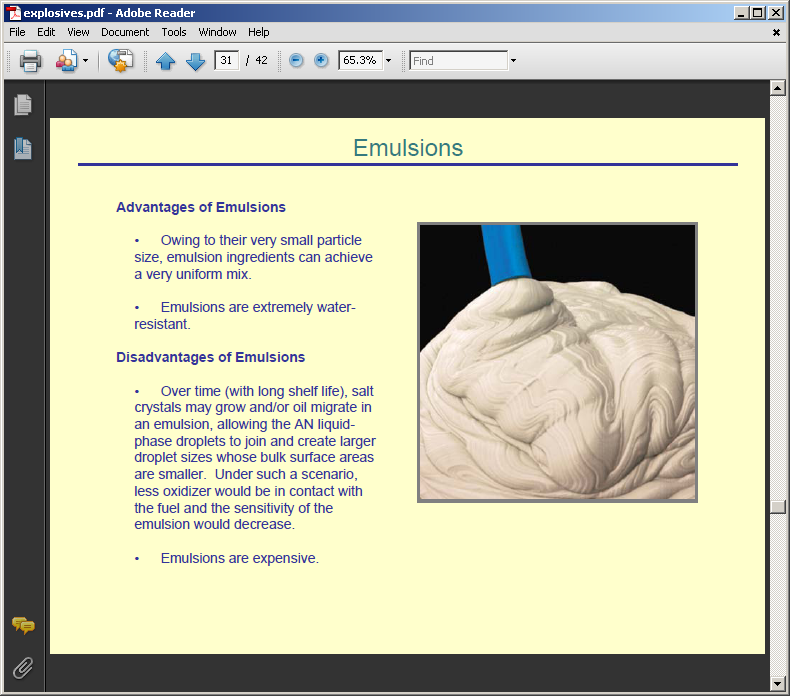 explosives.pdf - Adobe Reader
File Edit View Document Tools Window Help
31 / 42 65.3% Find
Emulsions
Advantages of Emulsions
• Owing to their very small particle
size, emulsion ingredients can achieve
a very uniform mix.
• Emulsions are extremely water-
resistant.
Disadvantages of Emulsions
• Over time (with long shelf life), salt
crystals may grow and/or oil migrate in
an emulsion, allowing the AN liquid-
phase droplets to join and create larger
droplet sizes whose bulk surface areas
are smaller. Under such a scenario,
less oxidizer would be in contact with
the fuel and the sensitivity of the
emulsion would decrease.
• Emulsions are expensive.